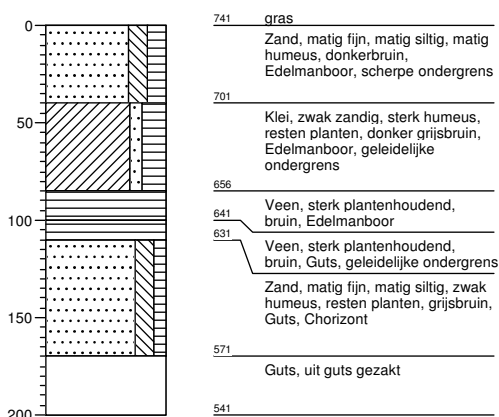 0
741
gras
Zand, matig fijn, matig siltig, matig
humeus, donkerbruin,
Edelmanboor, scherpe ondergrens
701
50
Klei, zwak zandig, sterk humeus,
resten planten, donker grijsbruin,
Edelmanboor, geleidelijke
ondergrens
656
Veen, sterk plantenhoudend,
bruin, Edelmanboor
100
641
631
Veen, sterk plantenhoudend,
bruin, Guts, geleidelijke ondergrens
Zand, matig fijn, matig siltig, zwak
humeus, resten planten, grijsbruin,
Guts, Chorizont
150
571
Guts, uit guts gezakt
200
541